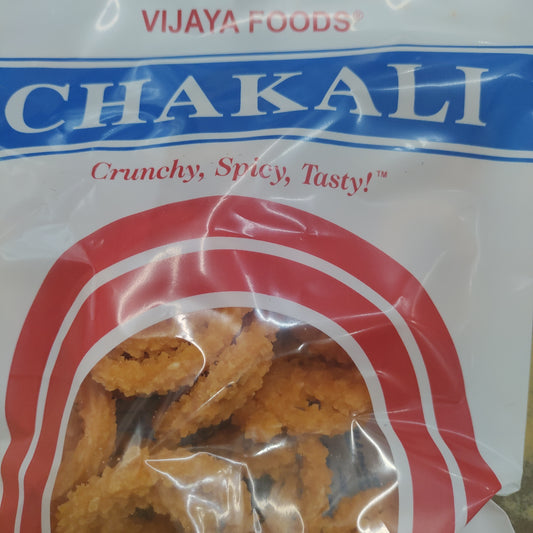 VIJAYA FOODS®
CHAKALI
Crunchy, Spicy, Tasty!™